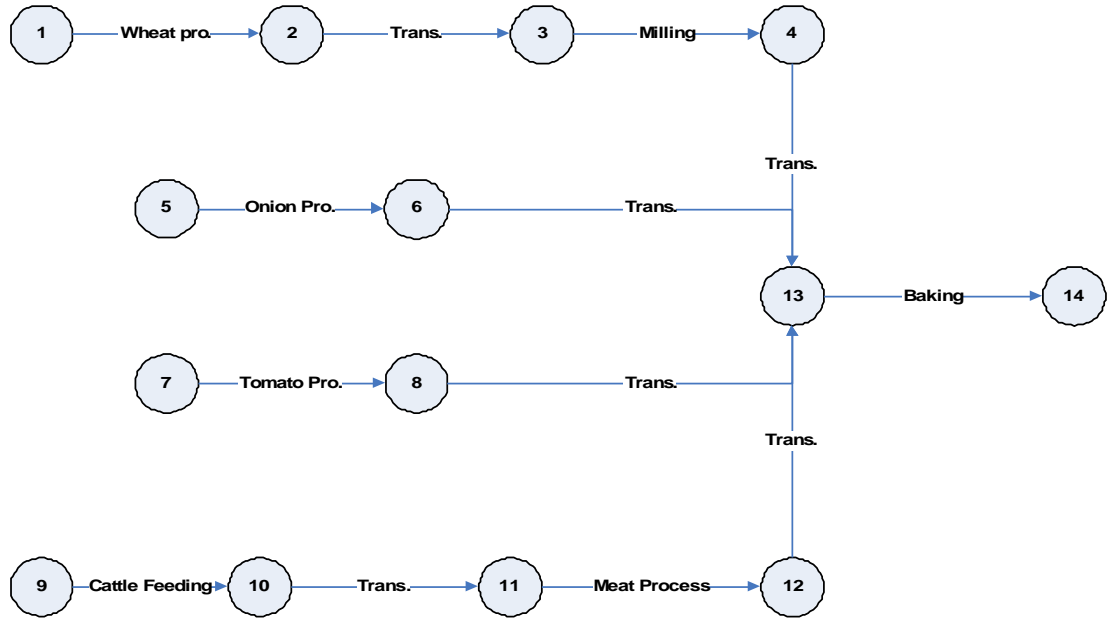 1 Wheat pro. 2 Trans. 3 Milling 4
Trans.
5 Onion Pro. 6 Trans.
13 Baking 14
7 Tomato Pro. 8 Trans.
Trans.
9 Cattle Feeding 10 Trans. 11 Meat Process 12